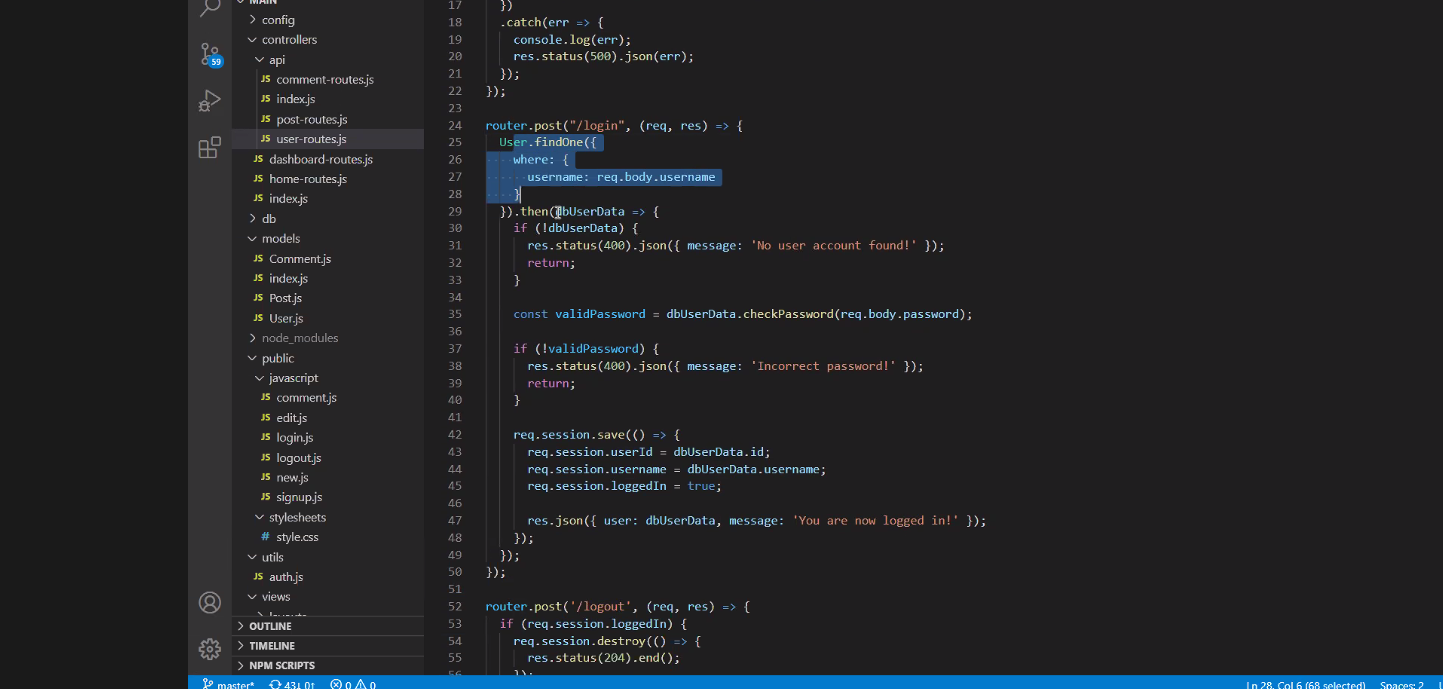 MAIN
config
controllers
api
JS comment-routes.js
JS index.js
JS post-routes.js
JS user-routes.js
JS dashboard-routes.js
JS home-routes.js
JS index.js
db
models
JS Comment.js
JS index.js
JS Post.js
JS User.js
node_modules
public
javascript
JS comment.js
JS edit.js
JS login.js
JS logout.js
JS new.js
JS signup.js
stylesheets
# style.css
utils
JS auth.js
views
layouts
OUTLINE
TIMELINE
NPM SCRIPTS
59
17 })
18 .catch(err => {
19 console.log(err);
20 res.status(500).json(err);
21 });
22 });
23
24 router.post("/login", (req, res) => {
25 User.findOne({
26 where: {
27 username: req.body.username
28 }
29 }).then(dbUserData => {
30 if (!dbUserData) {
31 res.status(400).json({ message: 'No user account found!' });
32 return;
33 }
34
35 const validPassword = dbUserData.checkPassword(req.body.password);
36
37 if (!validPassword) {
38 res.status(400).json({ message: 'Incorrect password!' });
39 return;
40 }
41
42 req.session.save(() => {
43 req.session.userId = dbUserData.id;
44 req.session.username = dbUserData.username;
45 req.session.loggedIn = true;
46
47 res.json({ user: dbUserData, message: 'You are now logged in!' });
48 });
49 });
50 });
51
52 router.post('/logout', (req, res) => {
53 if (req.session.loggedIn) {
54 req.session.destroy(() => {
55 res.status(204).end();
56 });
master* 43↓0↑ 0 0 Ln 28, Col 6 (68 selected) Spaces: 2